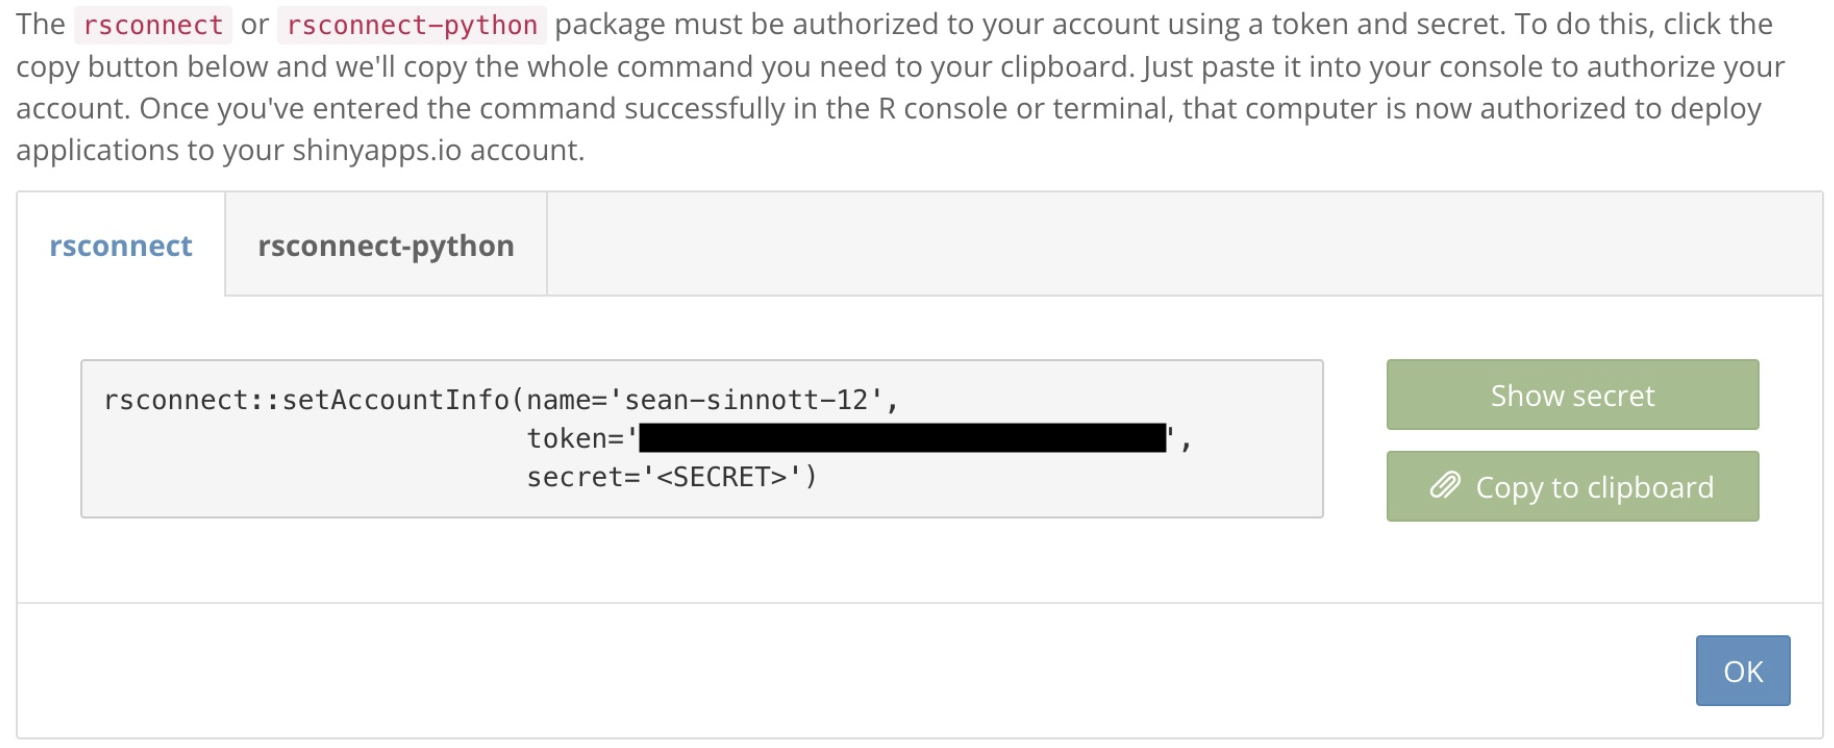 The rsconnect or rsconnect-python package must be authorized to your account using a token and secret. To do this, click the
copy button below and we'll copy the whole command you need to your clipboard. Just paste it into your console to authorize your
account. Once you've entered the command successfully in the R console or terminal, that computer is now authorized to deploy
applications to your shinyapps.io account.
rsconnect
rsconnect-python
rsconnect::setAccountInfo(name='sean-sinnott-12',
token='',
secret='<SECRET>')
Show secret
Copy to clipboard
OK